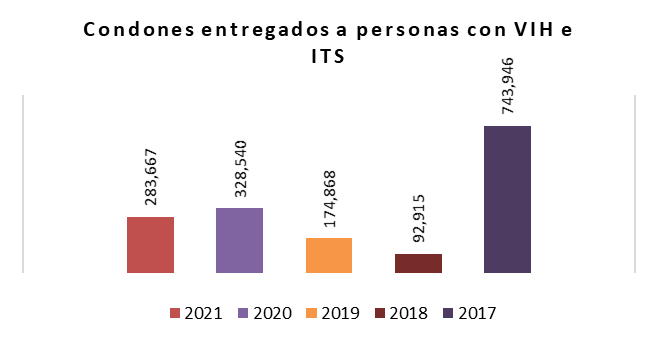 Condones entregados a personas con VIH e
ITS
283,667
328,540
174,868
92,915
743,946
2021 2020 2019 2018 2017